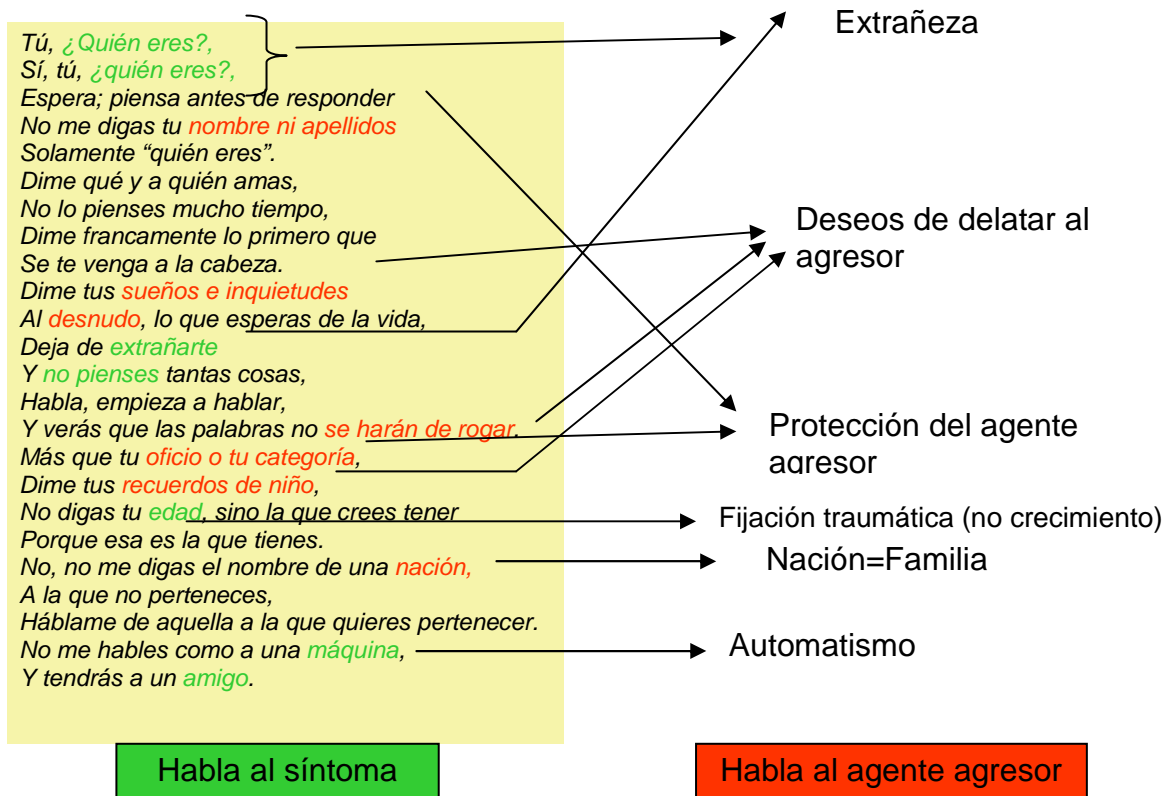 Tú, ¿Quién eres?,
Sí, tú, ¿quién eres?,
Espera; piensa antes de responder
No me digas tu nombre ni apellidos
Solamente “quién eres”.
Dime qué y a quién amas,
No lo pienses mucho tiempo,
Dime francamente lo primero que
Se te venga a la cabeza.
Dime tus sueños e inquietudes
Al desnudo, lo que esperas de la vida,
Deja de extrañarte
Y no pienses tantas cosas,
Habla, empieza a hablar,
Y verás que las palabras no se harán de rogar.
Más que tu oficio o tu categoría,
Dime tus recuerdos de niño,
No digas tu edad, sino la que crees tener
Porque esa es la que tienes.
No, no me digas el nombre de una nación,
A la que no perteneces,
Háblame de aquella a la que quieres pertenecer.
No me hables como a una máquina,
Y tendrás a un amigo.
Extrañeza
Deseos de delatar al
agresor
Protección del agente
agresor
Fijación traumática (no crecimiento)
Nación=Familia
Automatismo
Habla al síntoma
Habla al agente agresor